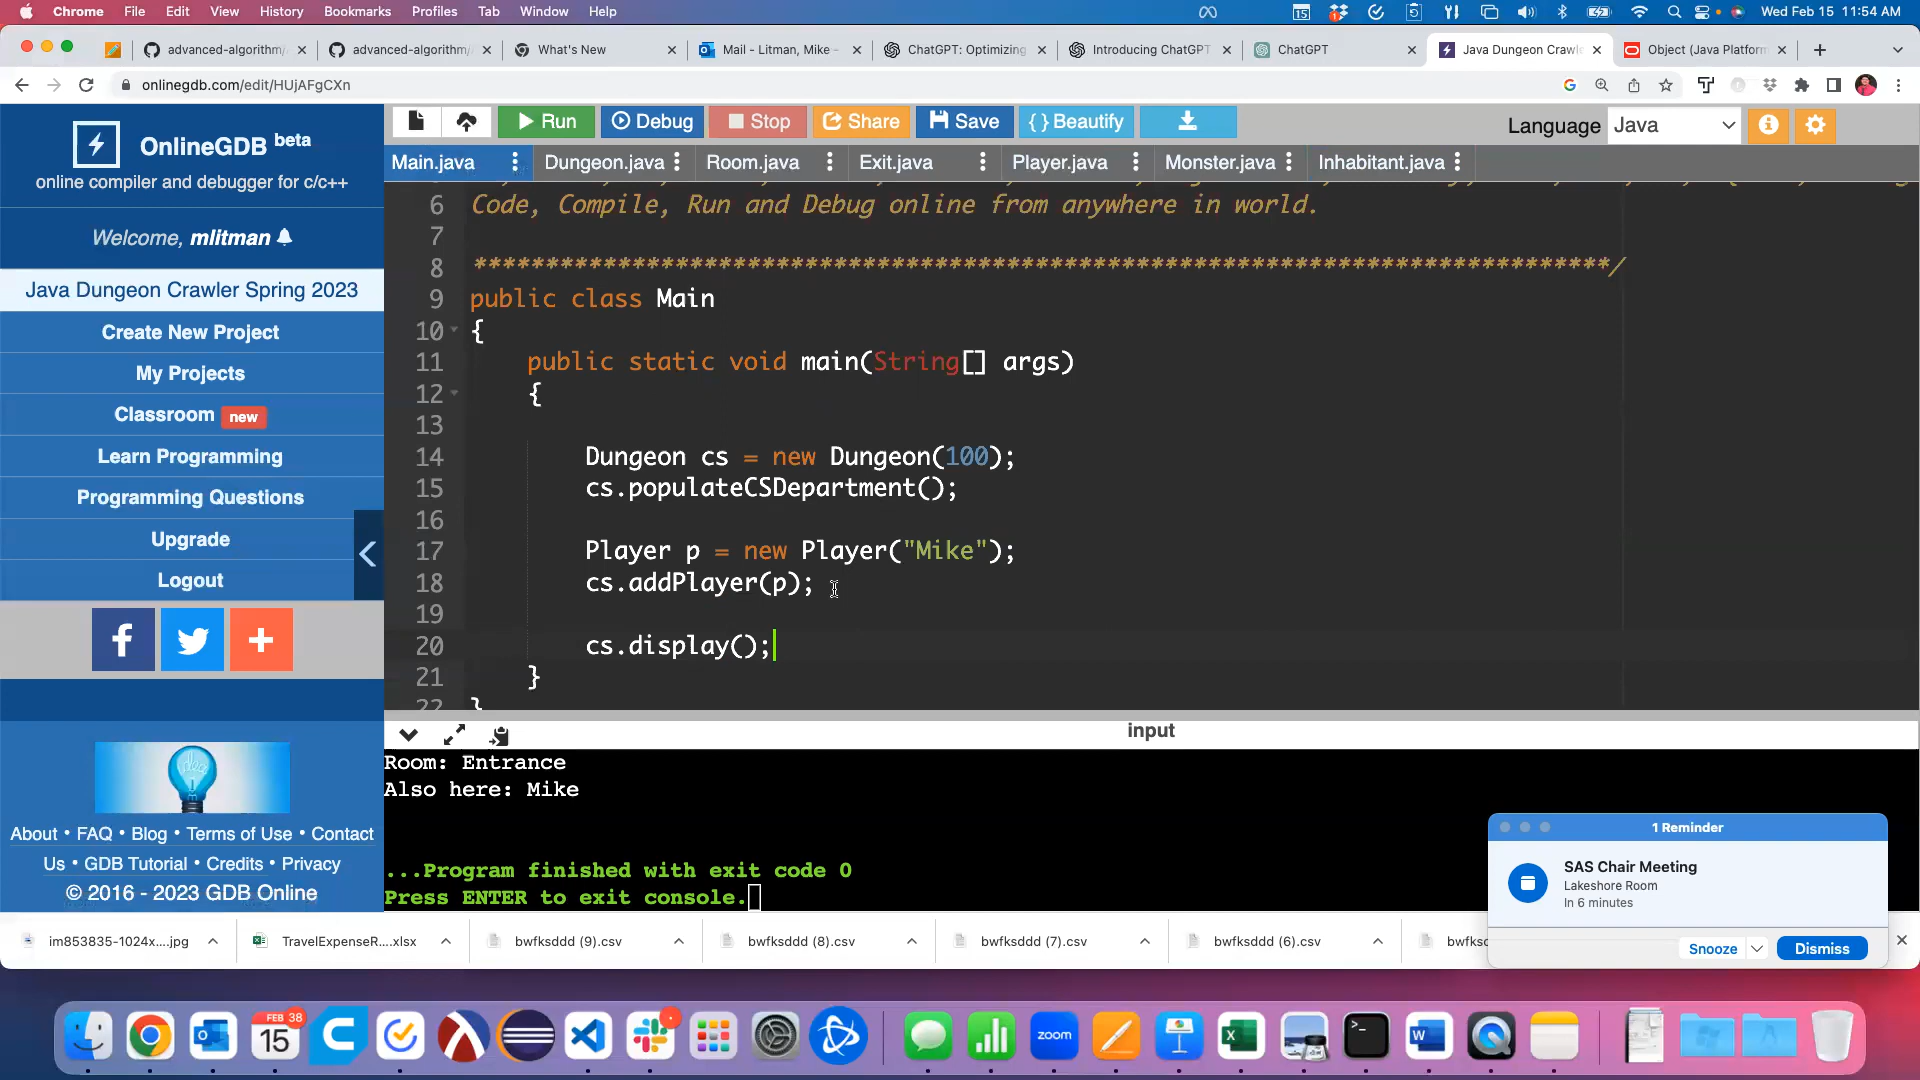 Chrome File Edit View History Bookmarks Profiles Tab Window Help
15 1 Wed Feb 15 11:54 AM
advanced-algorithm/ advanced-algorithm/ What's New Mail - Litman, Mike - ChatGPT: Optimizing Introducing ChatGPT ChatGPT Java Dungeon Crawl Object (Java Platform
onlinegdb.com/edit/HUjAFgCXn
OnlineGDB beta
online compiler and debugger for c/c++
Welcome, mlitman
Java Dungeon Crawler Spring 2023
Create New Project
My Projects
Classroom new
Learn Programming
Programming Questions
Upgrade
Logout
About • FAQ • Blog • Terms of Use • Contact
Us • GDB Tutorial • Credits • Privacy
© 2016 - 2023 GDB Online
Run Debug Stop Share Save { } Beautify
Language Java
Main.java Dungeon.java Room.java Exit.java Player.java Monster.java Inhabitant.java
6 Code, Compile, Run and Debug online from anywhere in world.
7
8 *******************************************************************************/
9 public class Main
10 {
11 public static void main(String[] args)
12 {
13
14 Dungeon cs = new Dungeon(100);
15 cs.populateCSDepartment();
16
17 Player p = new Player("Mike");
18 cs.addPlayer(p);
19
20 cs.display();
21 }
22 }
input
Room: Entrance
Also here: Mike
...Program finished with exit code 0
Press ENTER to exit console.
1 Reminder
SAS Chair Meeting
Lakeshore Room
In 6 minutes
Snooze Dismiss
im853835-1024x....jpg TravelExpenseR....xlsx bwfksddd (9).csv bwfksddd (8).csv bwfksddd (7).csv bwfksddd (6).csv bwfks
FEB 38
15
zoom